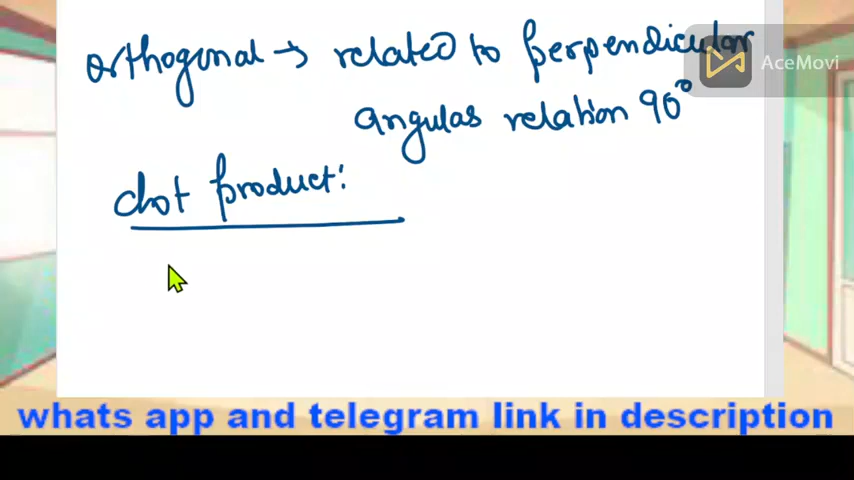 orthogonal → related to perpendicular
AceMovi
angular relation 90°
dot product:
whats app and telegram link in description